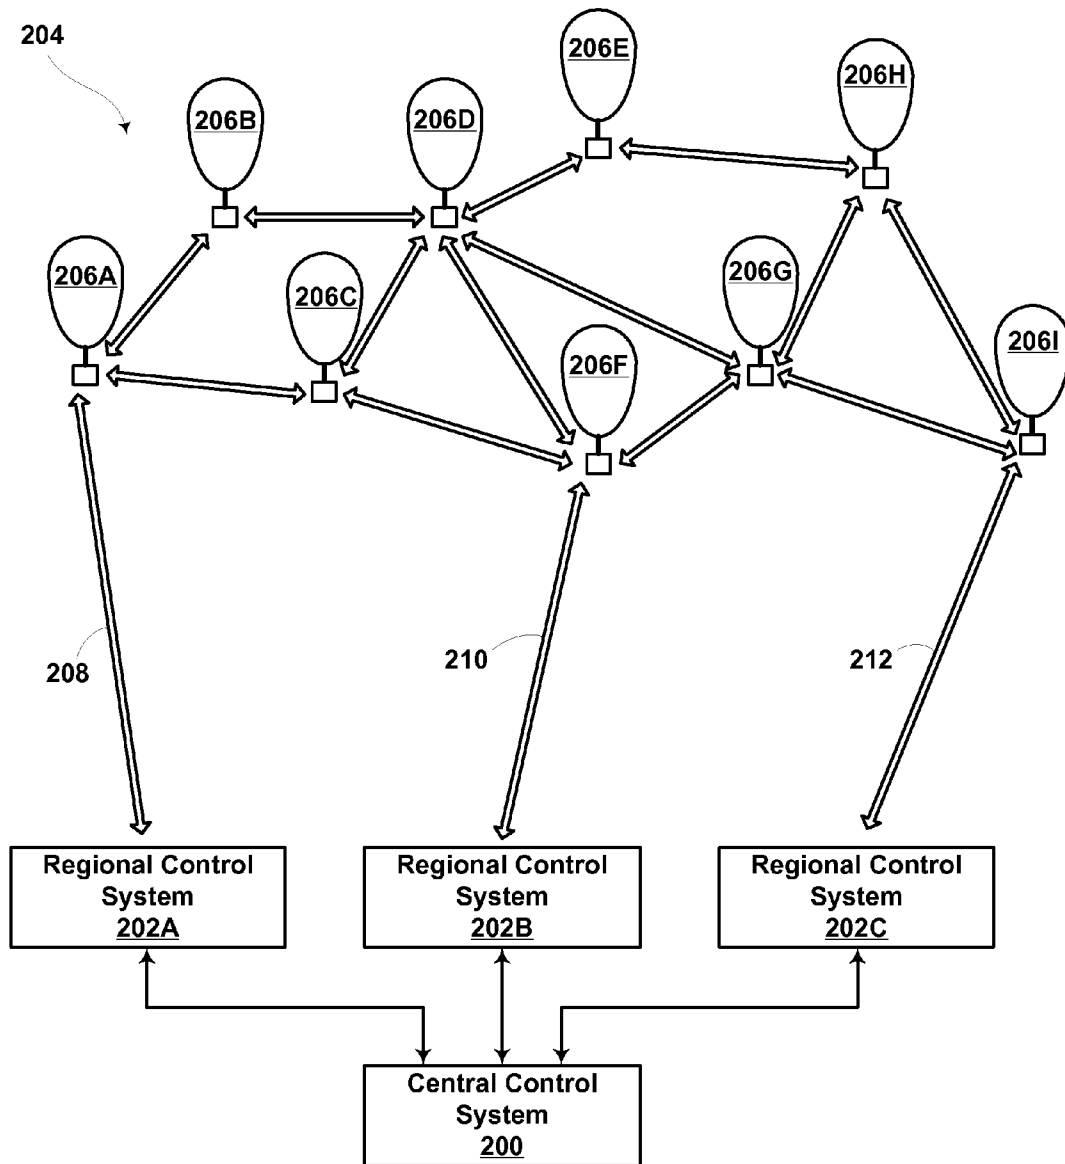 204
206E
206H
206B
206D
206A
206G
206C
206I
206F
208
210
212
Regional Control
System
202A
Regional Control
System
202B
Regional Control
System
202C
Central Control
System
200